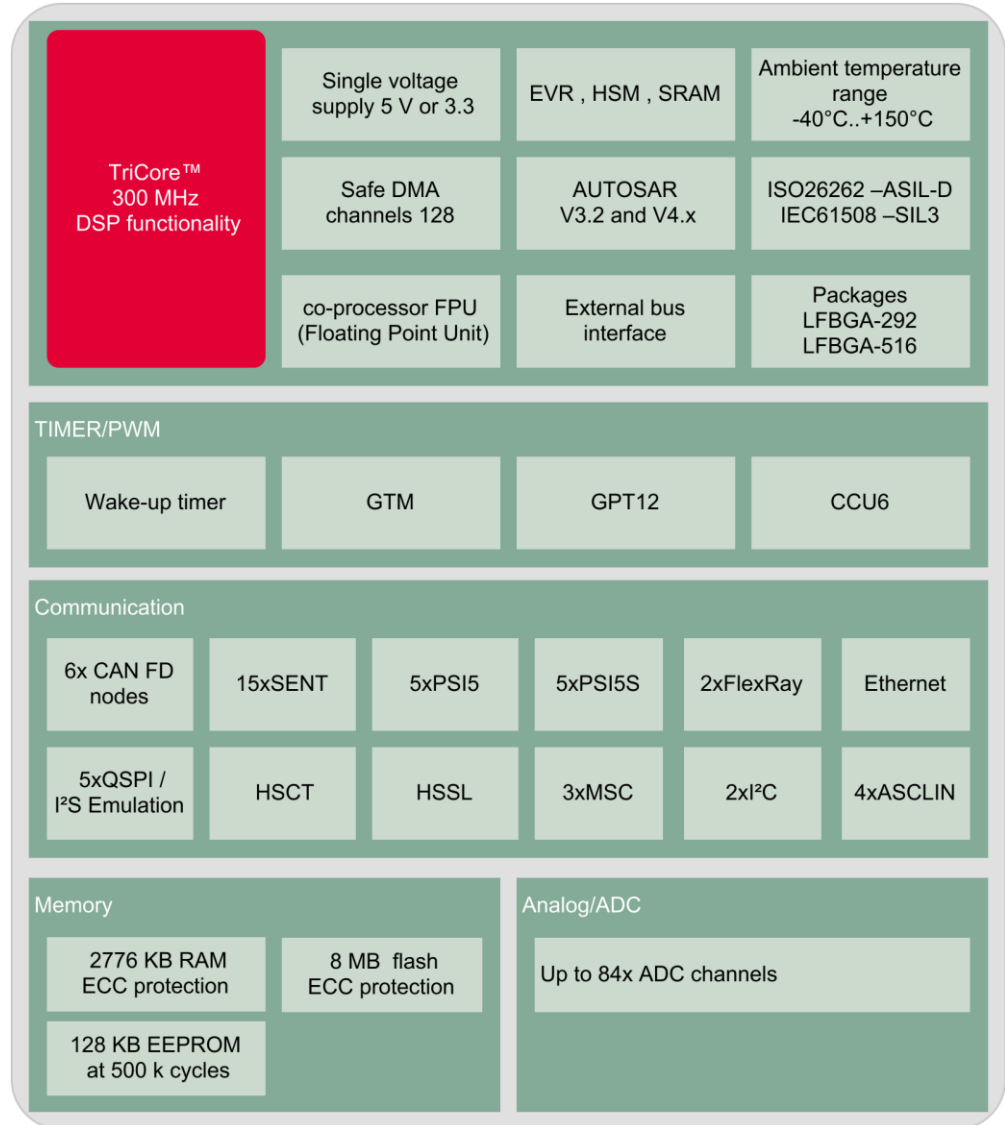 TriCore™
300 MHz
DSP functionality
Single voltage
supply 5 V or 3.3
EVR , HSM , SRAM
Ambient temperature
range
-40°C..+150°C
Safe DMA
channels 128
AUTOSAR
V3.2 and V4.x
ISO26262 –ASIL-D
IEC61508 –SIL3
co-processor FPU
(Floating Point Unit)
External bus
interface
Packages
LFBGA-292
LFBGA-516
TIMER/PWM
Wake-up timer
GTM
GPT12
CCU6
Communication
6x CAN FD
nodes
15xSENT
5xPSI5
5xPSI5S
2xFlexRay
Ethernet
5xQSPI /
I²S Emulation
HSCT
HSSL
3xMSC
2xI²C
4xASCLIN
Memory
2776 KB RAM
ECC protection
8 MB flash
ECC protection
128 KB EEPROM
at 500 k cycles
Analog/ADC
Up to 84x ADC channels